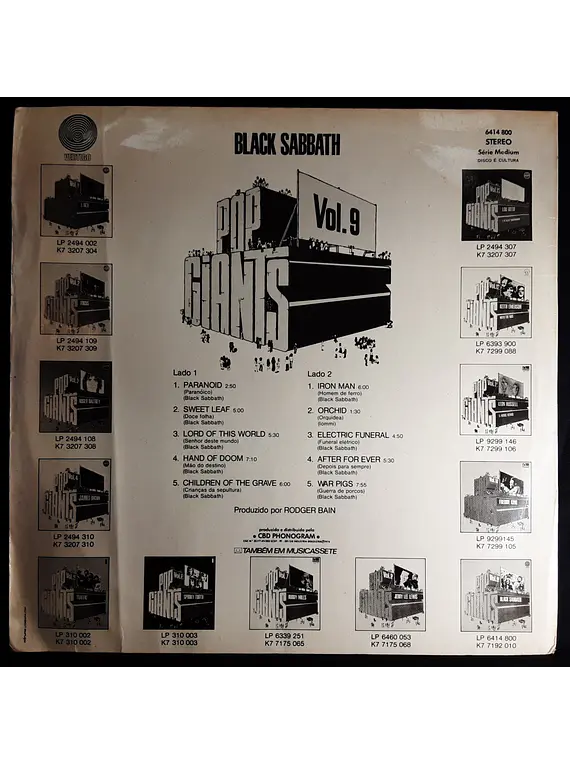 VERTIGO
BLACK SABBATH
6414 800
STEREO
Série Medium
DISCO É CULTURA
POP
GIANTS
Vol. 9
LP 2494 002
K7 3207 304
LP 2494 109
K7 3207 309
LP 2494 108
K7 3207 308
LP 2494 310
K7 3207 310
LP 2494 307
K7 3207 307
LP 6393 900
K7 7299 088
LP 9299 146
K7 7299 106
LP 9299145
K7 7299 105
Lado 1
1. PARANOID 2:50
(Paranóico)
(Black Sabbath)
2. SWEET LEAF 5:00
(Doce folha)
(Black Sabbath)
3. LORD OF THIS WORLD 5:30
(Senhor deste mundo)
(Black Sabbath)
4. HAND OF DOOM 7:10
(Mão do destino)
(Black Sabbath)
5. CHILDREN OF THE GRAVE 6:00
(Crianças da sepultura)
(Black Sabbath)
Lado 2
1. IRON MAN 6:00
(Homem de ferro)
(Black Sabbath)
2. ORCHID 1:30
(Orquídea)
(Iommi)
3. ELECTRIC FUNERAL 4:50
(Funeral elétrico)
(Black Sabbath)
4. AFTER FOR EVER 5:30
(Depois para sempre)
(Black Sabbath)
5. WAR PIGS 7:55
(Guerra de porcos)
(Black Sabbath)
Produzido por RODGER BAIN
produzido e distribuido pela
• CBD PHONOGRAM •
TAMBÉM EM MUSICASSETE
LP 310 002
K7 310 002
LP 310 003
K7 310 003
LP 6339 251
K7 7175 065
LP 6460 053
K7 7175 068
LP 6414 800
K7 7192 010